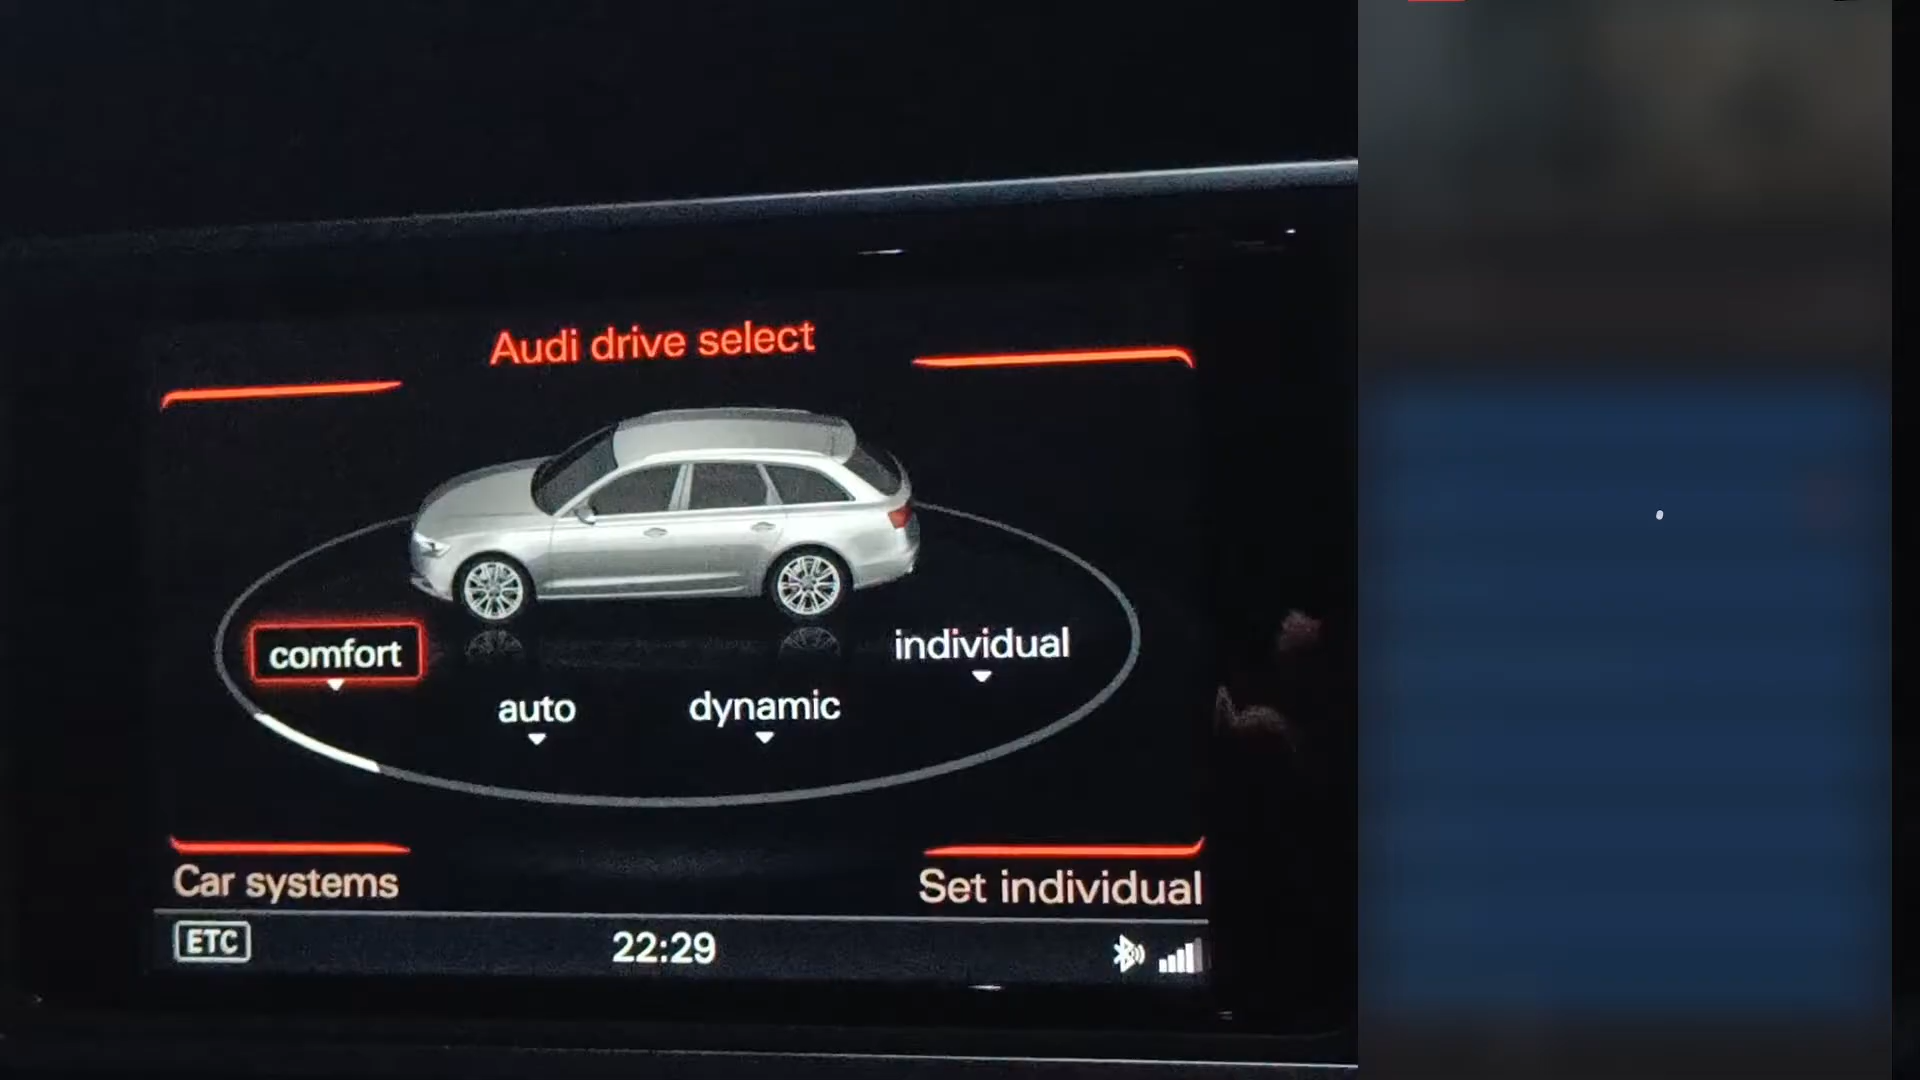 Audi drive select
comfort
individual
auto
dynamic
Car systems
Set individual
ETC
22:29